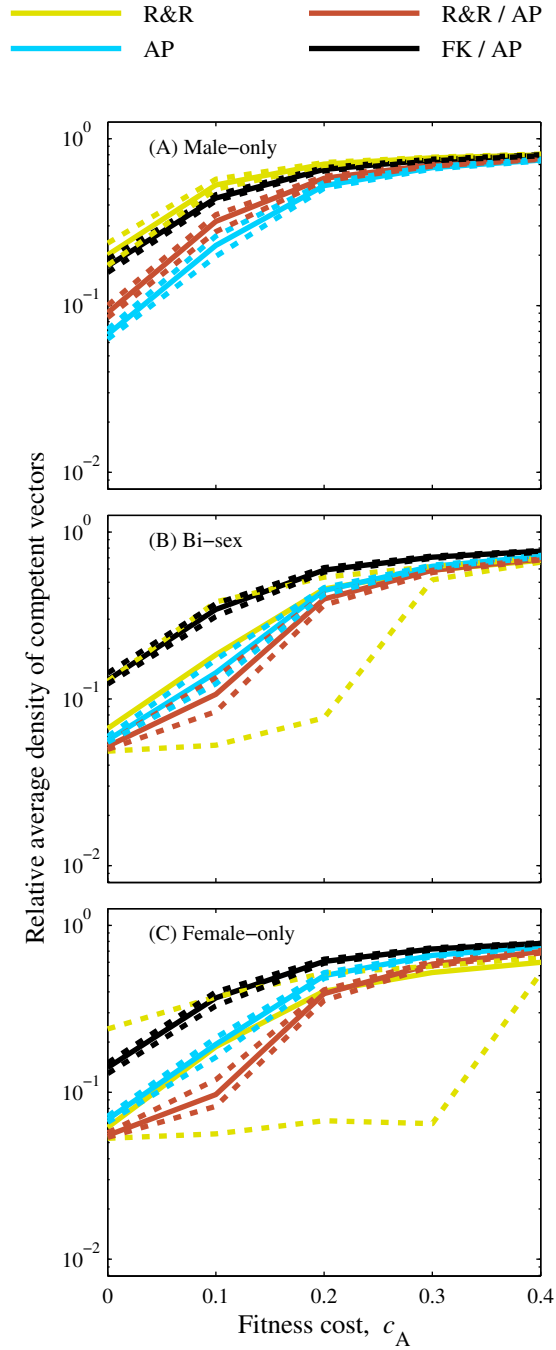 R&R R&R / AP
AP FK / AP
(A) Male−only
10^0
10^−1
10^−2
(B) Bi−sex
10^0
10^−1
10^−2
(C) Female−only
10^0
10^−1
10^−2
Relative average density of competent vectors
0 0.1 0.2 0.3 0.4
Fitness cost, c_A